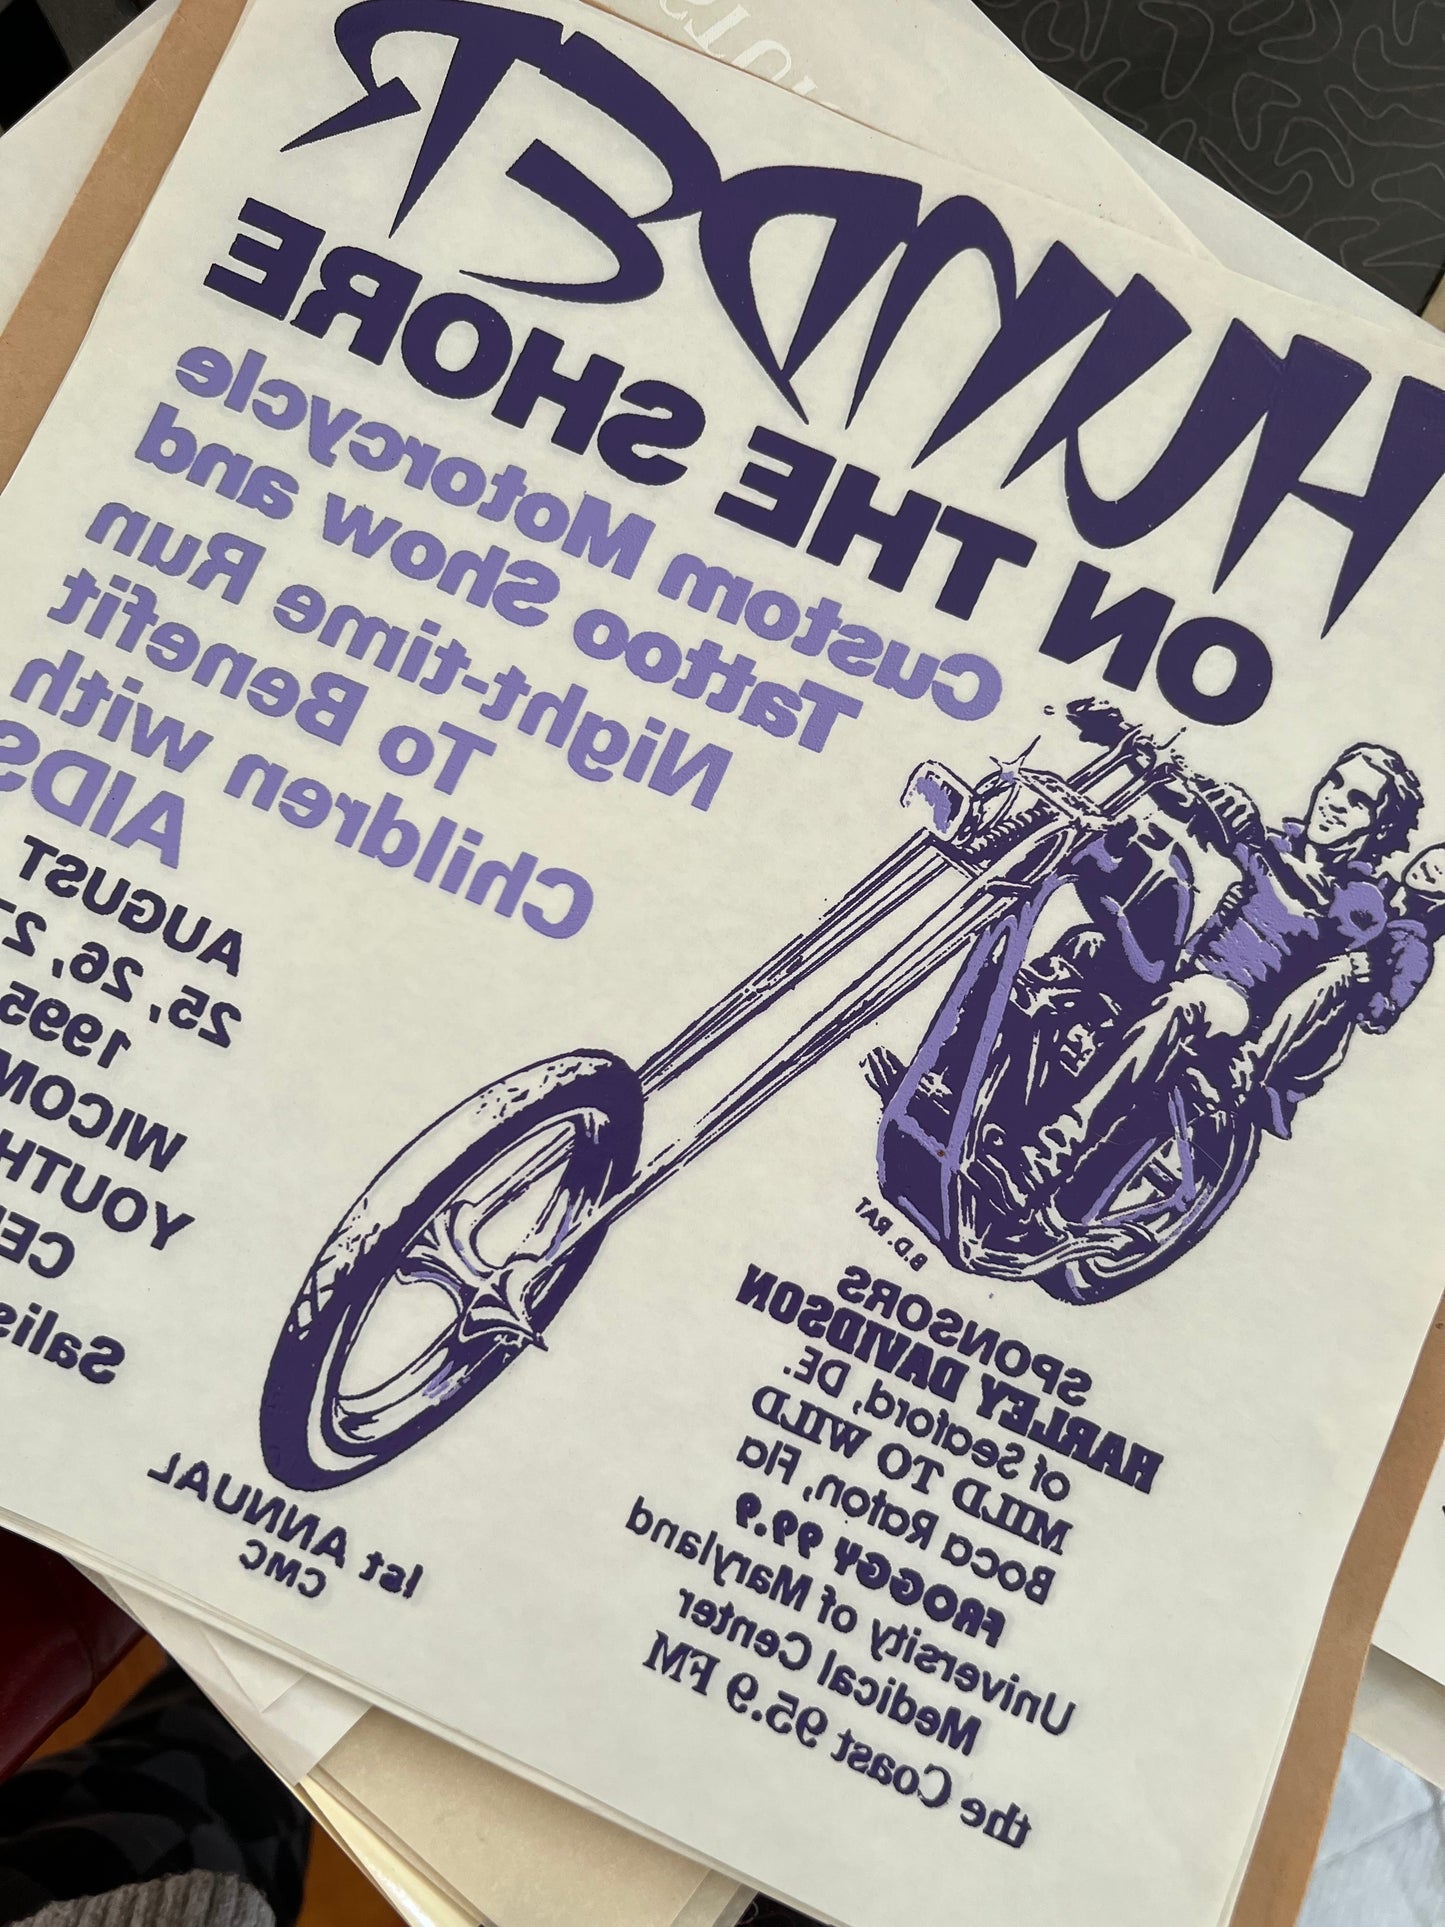 HUNDER
ON THE SHORE
Custom Motorcycle
Tattoo Show and
Night-time Run
To Benefit
Children with
AIDS
AUGUST
25, 26, 27
1995
WICOM
YOUTH
CE
Salis
B.D. RAT
SPONSORS
HARLEY DAVIDSON
of Seaford, DE.
MILD TO WILD
Boca Raton, Fla
FROGGY 99.9
University of Maryland
Medical Center
the Coast 95.9 FM
1st ANNUAL
CMC